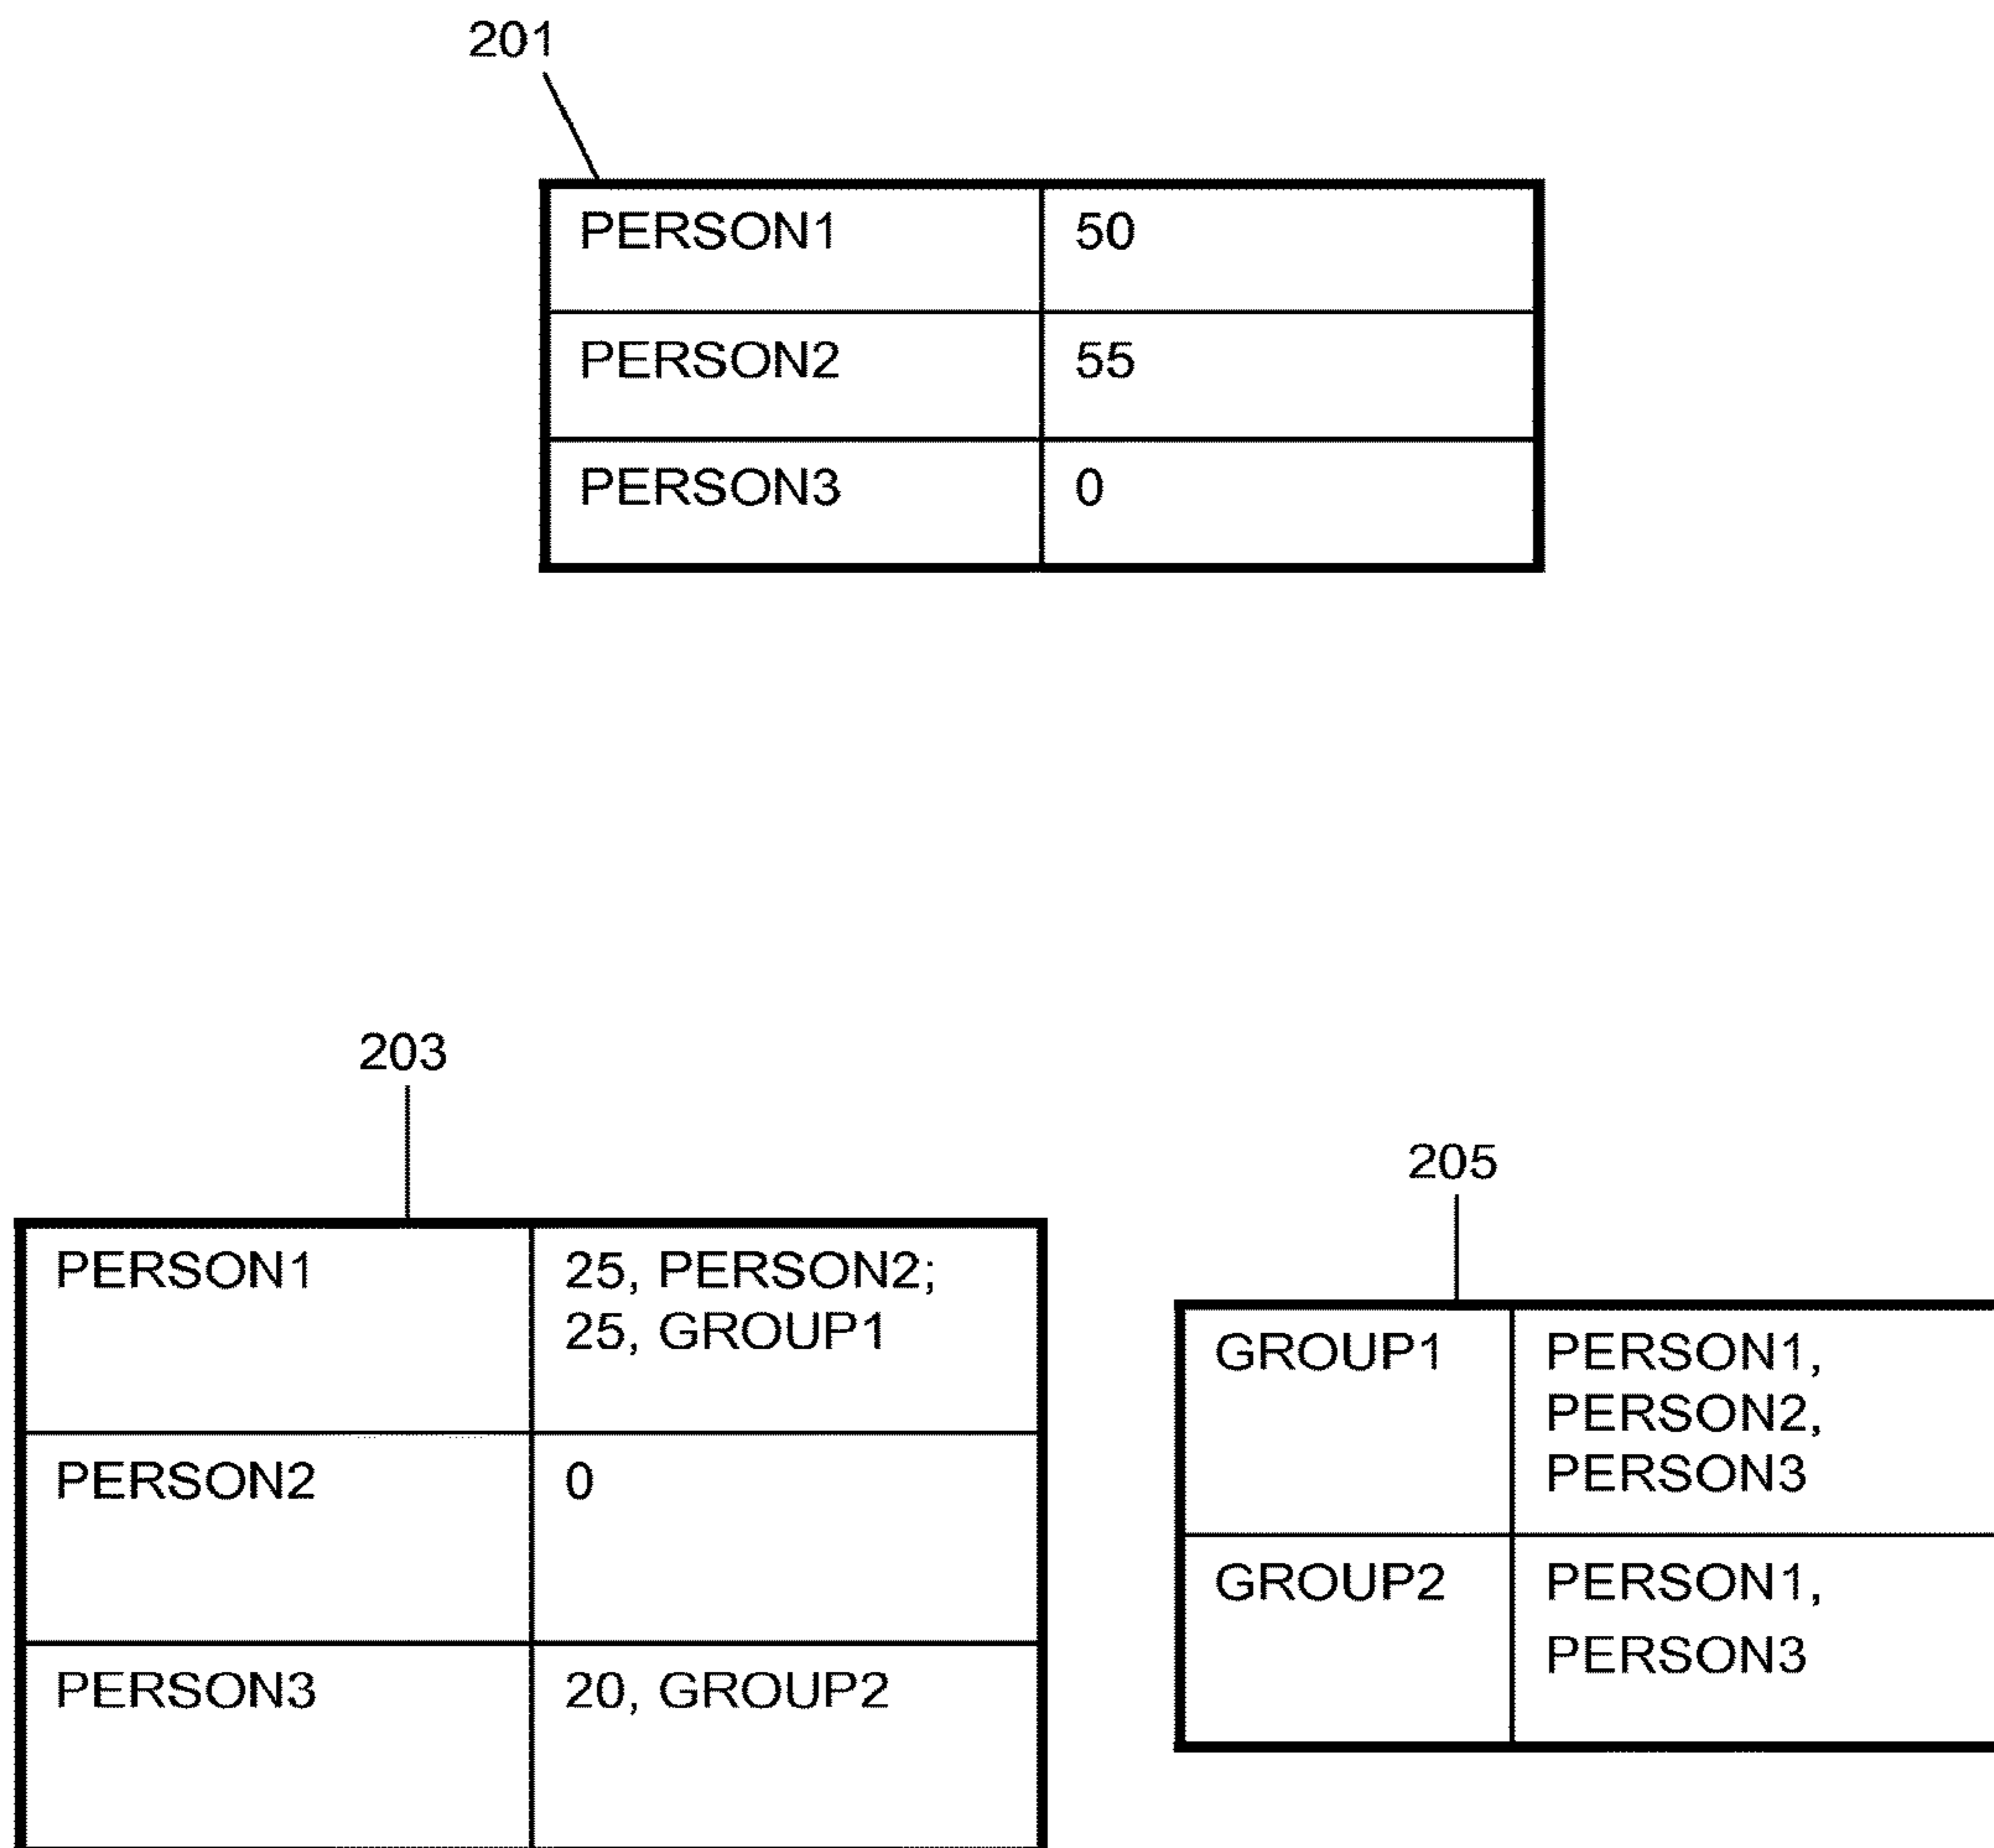 201
PERSON1 50
PERSON2 55
PERSON3 0
203
PERSON1 25, PERSON2;
25, GROUP1
PERSON2 0
PERSON3 20, GROUP2
205
GROUP1 PERSON1,
PERSON2,
PERSON3
GROUP2 PERSON1,
PERSON3